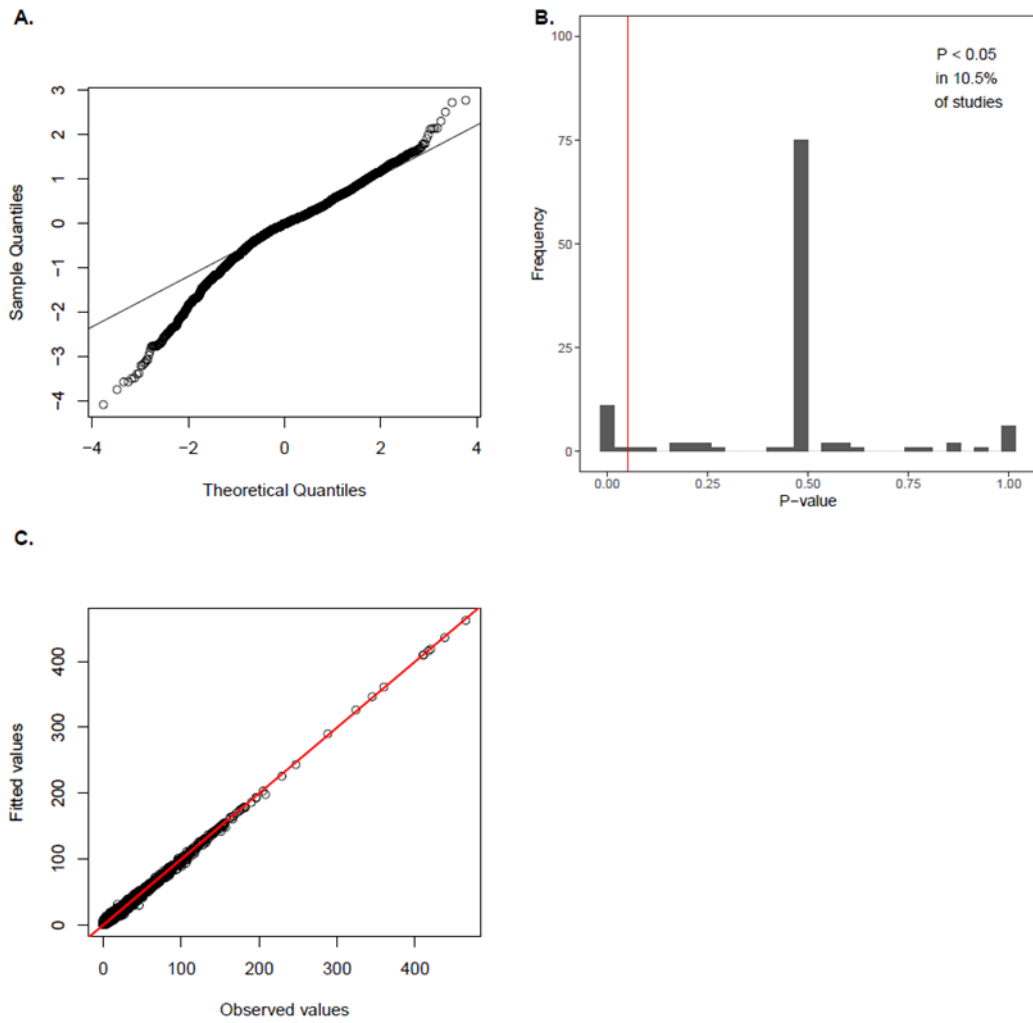 A.
3
2
1
0
−1
−2
−3
−4
Sample Quantiles
−4
−2
0
2
4
Theoretical Quantiles
B.
100
75
50
25
0
Frequency
P < 0.05
in 10.5%
of studies
0.00
0.25
0.50
0.75
1.00
P−value
C.
400
300
200
100
0
Fitted values
0
100
200
300
400
Observed values